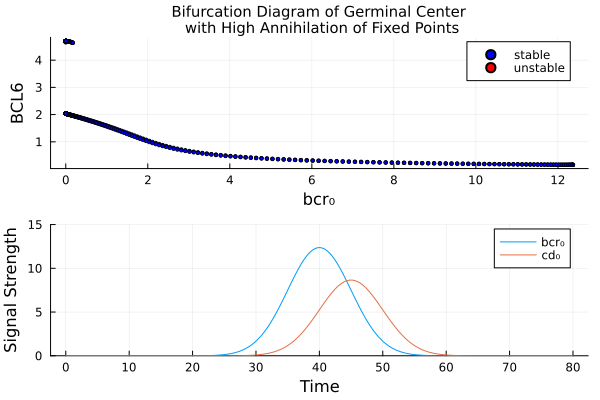 Bifurcation Diagram of Germinal Center
with High Annihilation of Fixed Points
BCL6
4
3
2
1
stable
unstable
0 2 4 6 8 10 12
bcr₀
Signal Strength
15
10
5
0
bcr₀
cd₀
0 10 20 30 40 50 60 70 80
Time